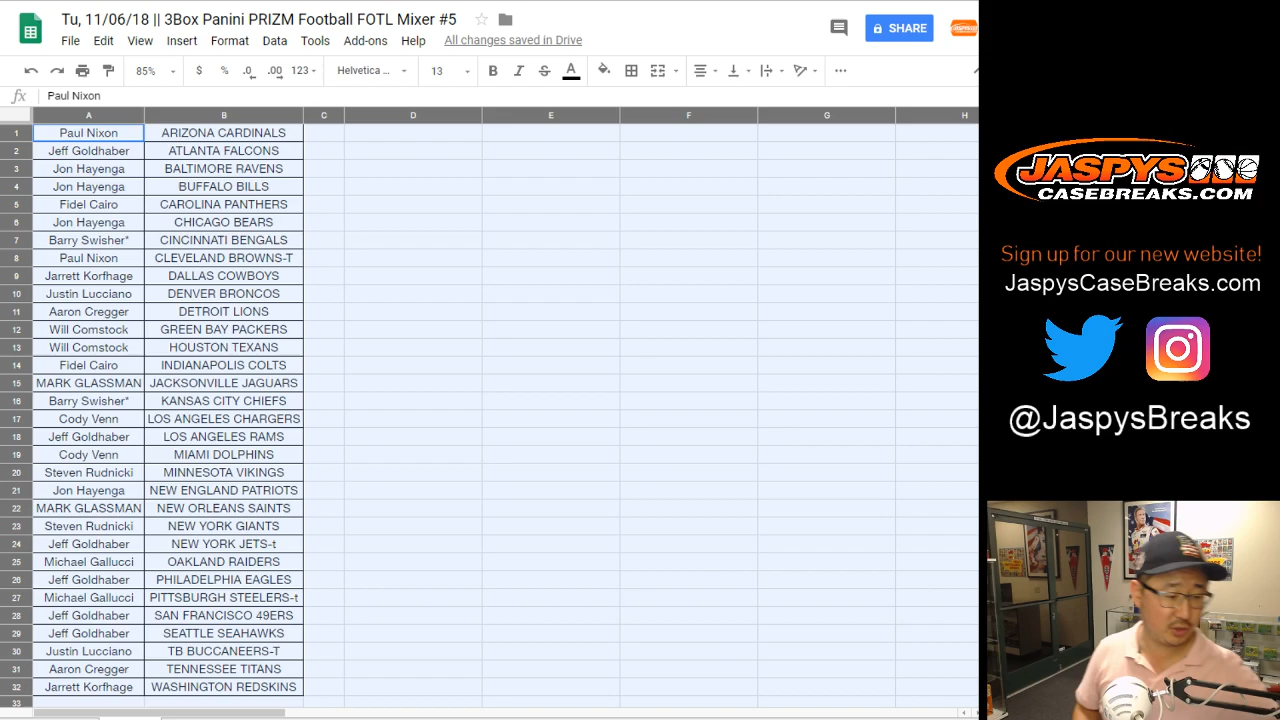 Tu, 11/06/18 || 3Box Panini PRIZM Football FOTL Mixer #5
File Edit View Insert Format Data Tools Add-ons Help All changes saved in Drive
SHARE
85% $ % .0 .00 123 Helvetica ... 13 B I S A
fx Paul Nixon
A B C D E F G H
1 Paul Nixon ARIZONA CARDINALS
2 Jeff Goldhaber ATLANTA FALCONS
3 Jon Hayenga BALTIMORE RAVENS
4 Jon Hayenga BUFFALO BILLS
5 Fidel Cairo CAROLINA PANTHERS
6 Jon Hayenga CHICAGO BEARS
7 Barry Swisher* CINCINNATI BENGALS
8 Paul Nixon CLEVELAND BROWNS-T
9 Jarrett Korfhage DALLAS COWBOYS
10 Justin Lucciano DENVER BRONCOS
11 Aaron Cregger DETROIT LIONS
12 Will Comstock GREEN BAY PACKERS
13 Will Comstock HOUSTON TEXANS
14 Fidel Cairo INDIANAPOLIS COLTS
15 MARK GLASSMAN JACKSONVILLE JAGUARS
16 Barry Swisher* KANSAS CITY CHIEFS
17 Cody Venn LOS ANGELES CHARGERS
18 Jeff Goldhaber LOS ANGELES RAMS
19 Cody Venn MIAMI DOLPHINS
20 Steven Rudnicki MINNESOTA VIKINGS
21 Jon Hayenga NEW ENGLAND PATRIOTS
22 MARK GLASSMAN NEW ORLEANS SAINTS
23 Steven Rudnicki NEW YORK GIANTS
24 Jeff Goldhaber NEW YORK JETS-t
25 Michael Gallucci OAKLAND RAIDERS
26 Jeff Goldhaber PHILADELPHIA EAGLES
27 Michael Gallucci PITTSBURGH STEELERS-t
28 Jeff Goldhaber SAN FRANCISCO 49ERS
29 Jeff Goldhaber SEATTLE SEAHAWKS
30 Justin Lucciano TB BUCCANEERS-T
31 Aaron Cregger TENNESSEE TITANS
32 Jarrett Korfhage WASHINGTON REDSKINS
33
JASPYS
CASEBREAKS.COM
Sign up for our new website!
JaspysCaseBreaks.com
@JaspysBreaks